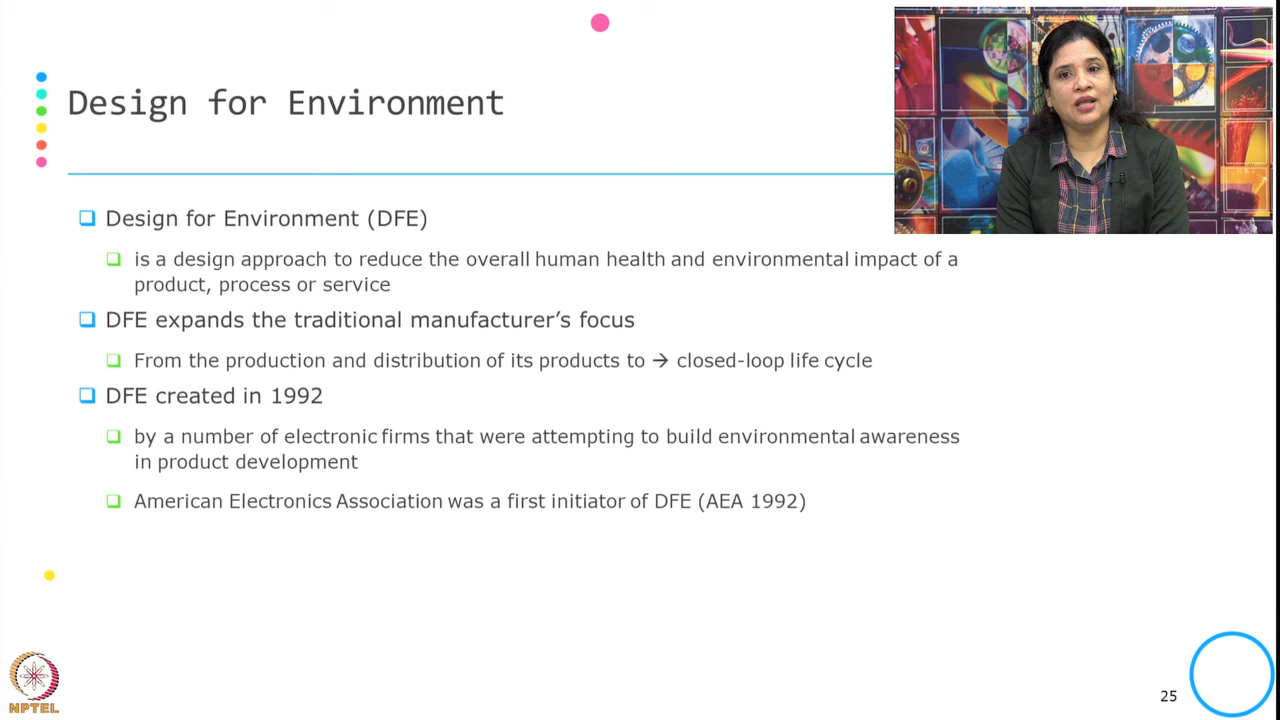 Design for Environment
Design for Environment (DFE)
is a design approach to reduce the overall human health and environmental impact of a
product, process or service
DFE expands the traditional manufacturer's focus
From the production and distribution of its products to → closed-loop life cycle
DFE created in 1992
by a number of electronic firms that were attempting to build environmental awareness
in product development
American Electronics Association was a first initiator of DFE (AEA 1992)
NPTEL
25